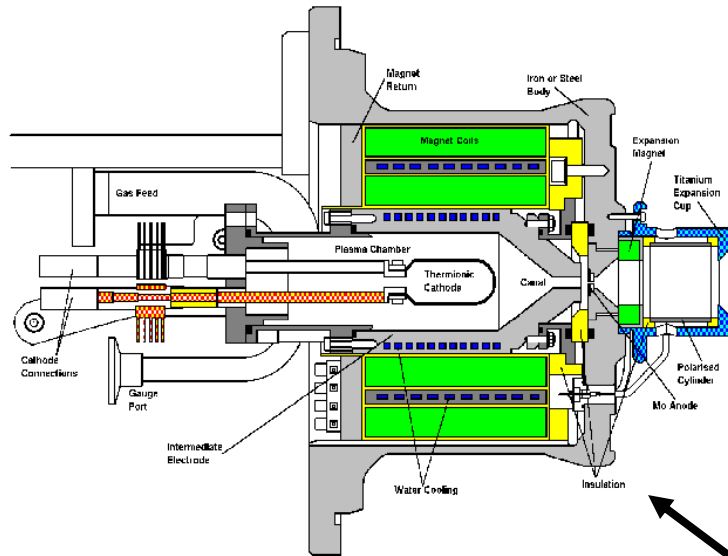 Magnet
Return
Iron or Steel
Body
Magnet Coils
Expansion
Magnet
Titanium
Expansion
Cup
Gas Feed
Plasma Chamber
Thermionic
Cathode
Canal
Cathode
Connections
Gauge
Port
Polarised
Cylinder
Mo Anode
Intermediate
Electrode
Water Cooling
Insulation